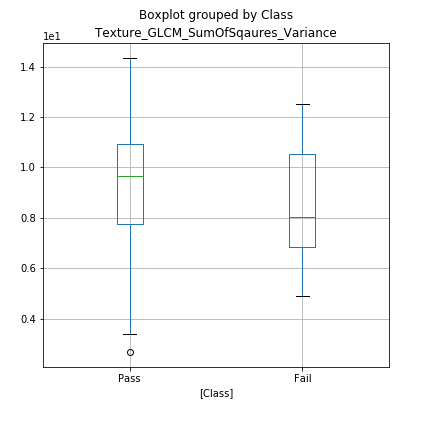 Boxplot grouped by Class
Texture_GLCM_SumOfSqaures_Variance
1e1
1.4
1.2
1.0
0.8
0.6
0.4
Pass Fail
[Class]